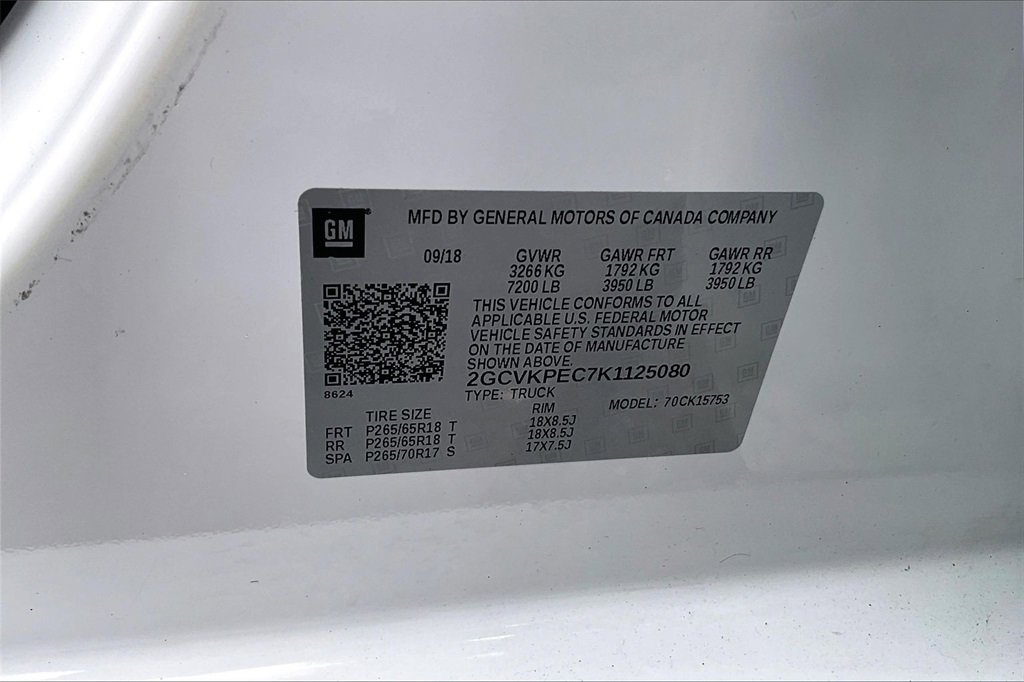 GM®
MFD BY GENERAL MOTORS OF CANADA COMPANY
09/18 GVWR GAWR FRT GAWR RR
3266 KG 1792 KG 1792 KG
7200 LB 3950 LB 3950 LB
THIS VEHICLE CONFORMS TO ALL
APPLICABLE U.S. FEDERAL MOTOR
VEHICLE SAFETY STANDARDS IN EFFECT
ON THE DATE OF MANUFACTURE
SHOWN ABOVE.
2GCVKPEC7K1125080
8624
TYPE: TRUCK MODEL: 70CK15753
TIRE SIZE RIM
FRT P265/65R18 T 18X8.5J
RR P265/65R18 T 18X8.5J
SPA P265/70R17 S 17X7.5J